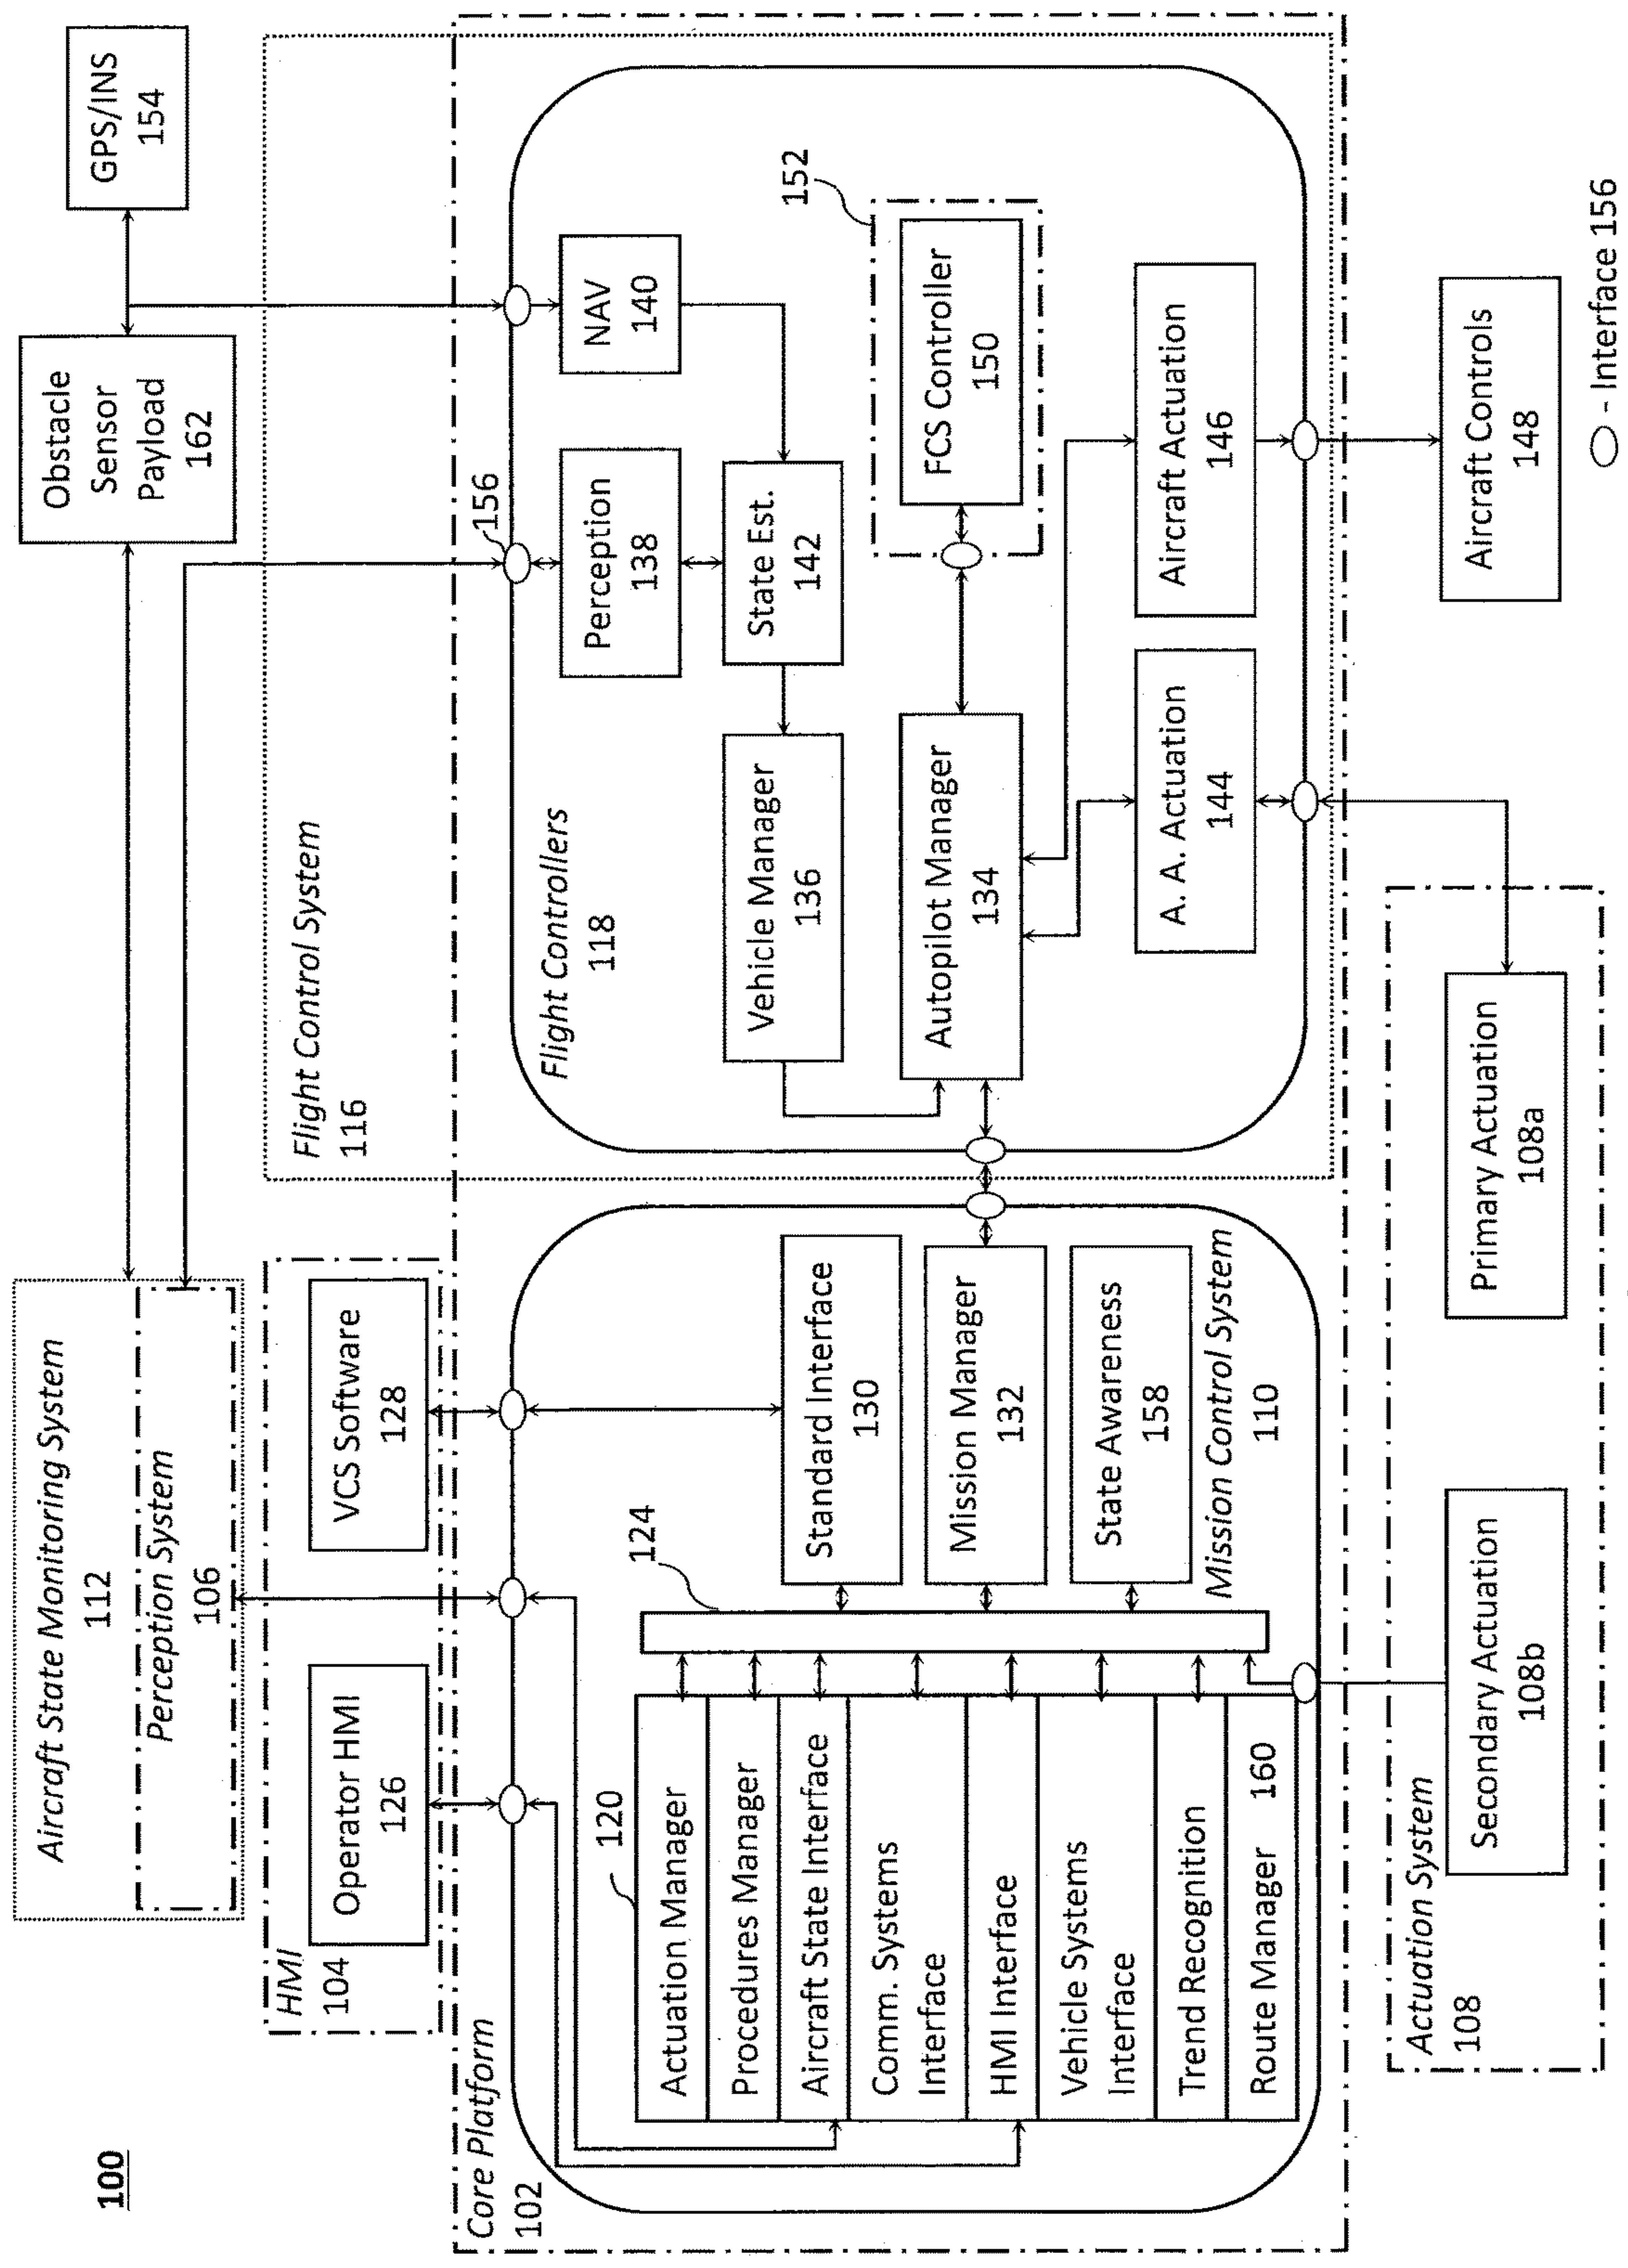 100
Aircraft State Monitoring System
112
Perception System
106
Obstacle
Sensor
Payload
162
GPS/INS
154
HMI
104
Operator HMI
126
VCS Software
128
Flight Control System
116
Core Platform
102
120
Actuation Manager
Procedures Manager
Aircraft State Interface
Comm. Systems
Interface
HMI Interface
Vehicle Systems
Interface
Trend Recognition
Route Manager 160
124
Standard Interface
130
Mission Manager
132
State Awareness
158
Mission Control System
110
Flight Controllers
118
156
Perception
138
NAV
140
State Est.
142
Vehicle Manager
136
Autopilot Manager
134
152
FCS Controller
150
A. A. Actuation
144
Aircraft Actuation
146
Actuation System
108
Secondary Actuation
108b
Primary Actuation
108a
Aircraft Controls
148
- Interface 156